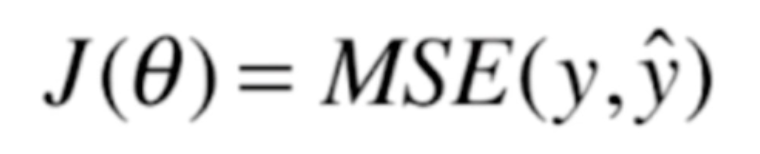 J(θ) = MSE(y, ŷ)